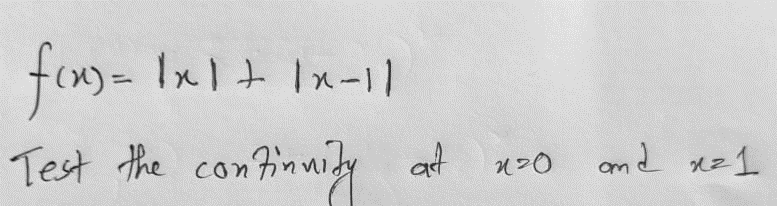 f(x) = |x| + |x-1|
Test the continuity at x=0 and x=1